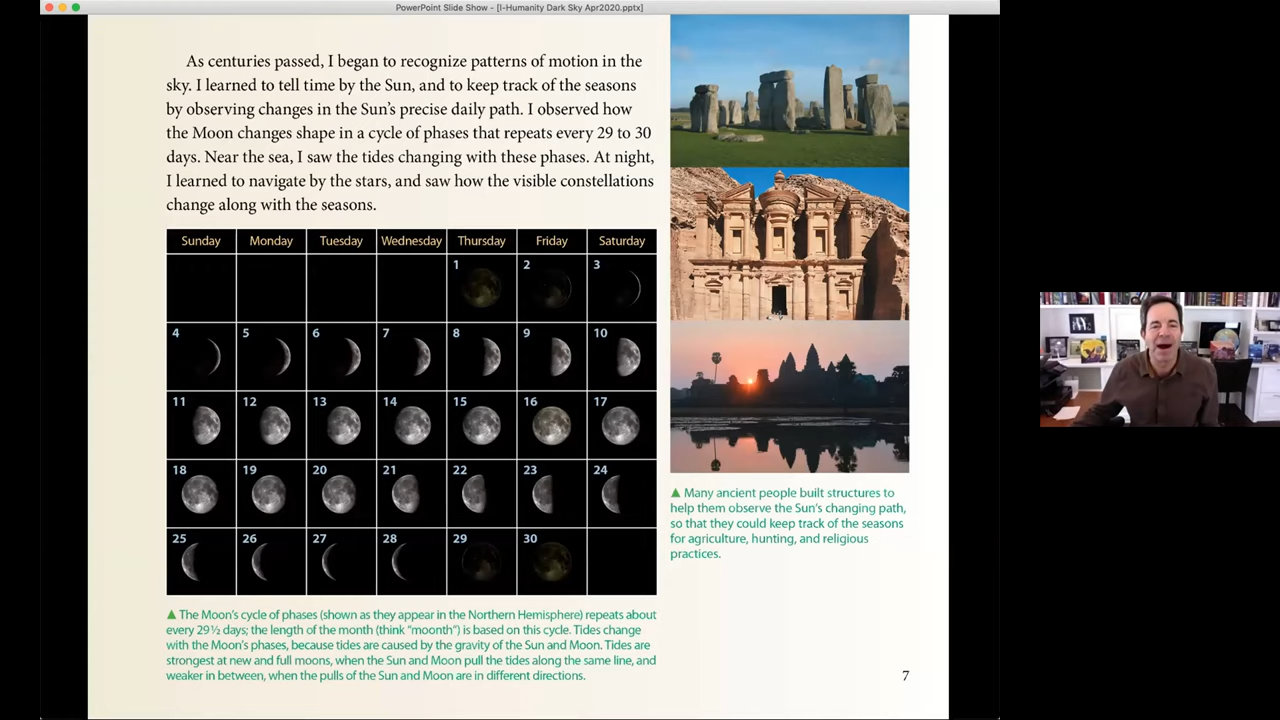 PowerPoint Slide Show - [I-Humanity Dark Sky Apr2020.pptx]
As centuries passed, I began to recognize patterns of motion in the
sky. I learned to tell time by the Sun, and to keep track of the seasons
by observing changes in the Sun's precise daily path. I observed how
the Moon changes shape in a cycle of phases that repeats every 29 to 30
days. Near the sea, I saw the tides changing with these phases. At night,
I learned to navigate by the stars, and saw how the visible constellations
change along with the seasons.
Sunday Monday Tuesday Wednesday Thursday Friday Saturday
1 2 3
4 5 6 7 8 9 10
11 12 13 14 15 16 17
18 19 20 21 22 23 24
25 26 27 28 29 30
▲ The Moon's cycle of phases (shown as they appear in the Northern Hemisphere) repeats about
every 29½ days; the length of the month (think "moonth") is based on this cycle. Tides change
with the Moon's phases, because tides are caused by the gravity of the Sun and Moon. Tides are
strongest at new and full moons, when the Sun and Moon pull the tides along the same line, and
weaker in between, when the pulls of the Sun and Moon are in different directions.
▲ Many ancient people built structures to
help them observe the Sun's changing path,
so that they could keep track of the seasons
for agriculture, hunting, and religious
practices.
7